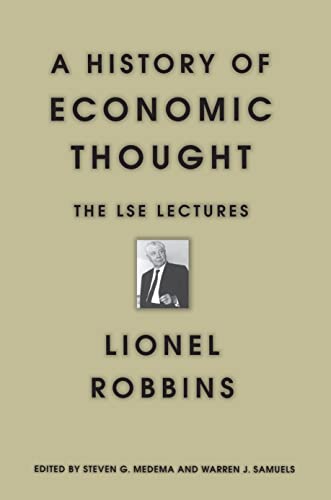 A HISTORY OF
ECONOMIC
THOUGHT
THE LSE LECTURES
LIONEL
ROBBINS
EDITED BY STEVEN G. MEDEMA AND WARREN J. SAMUELS